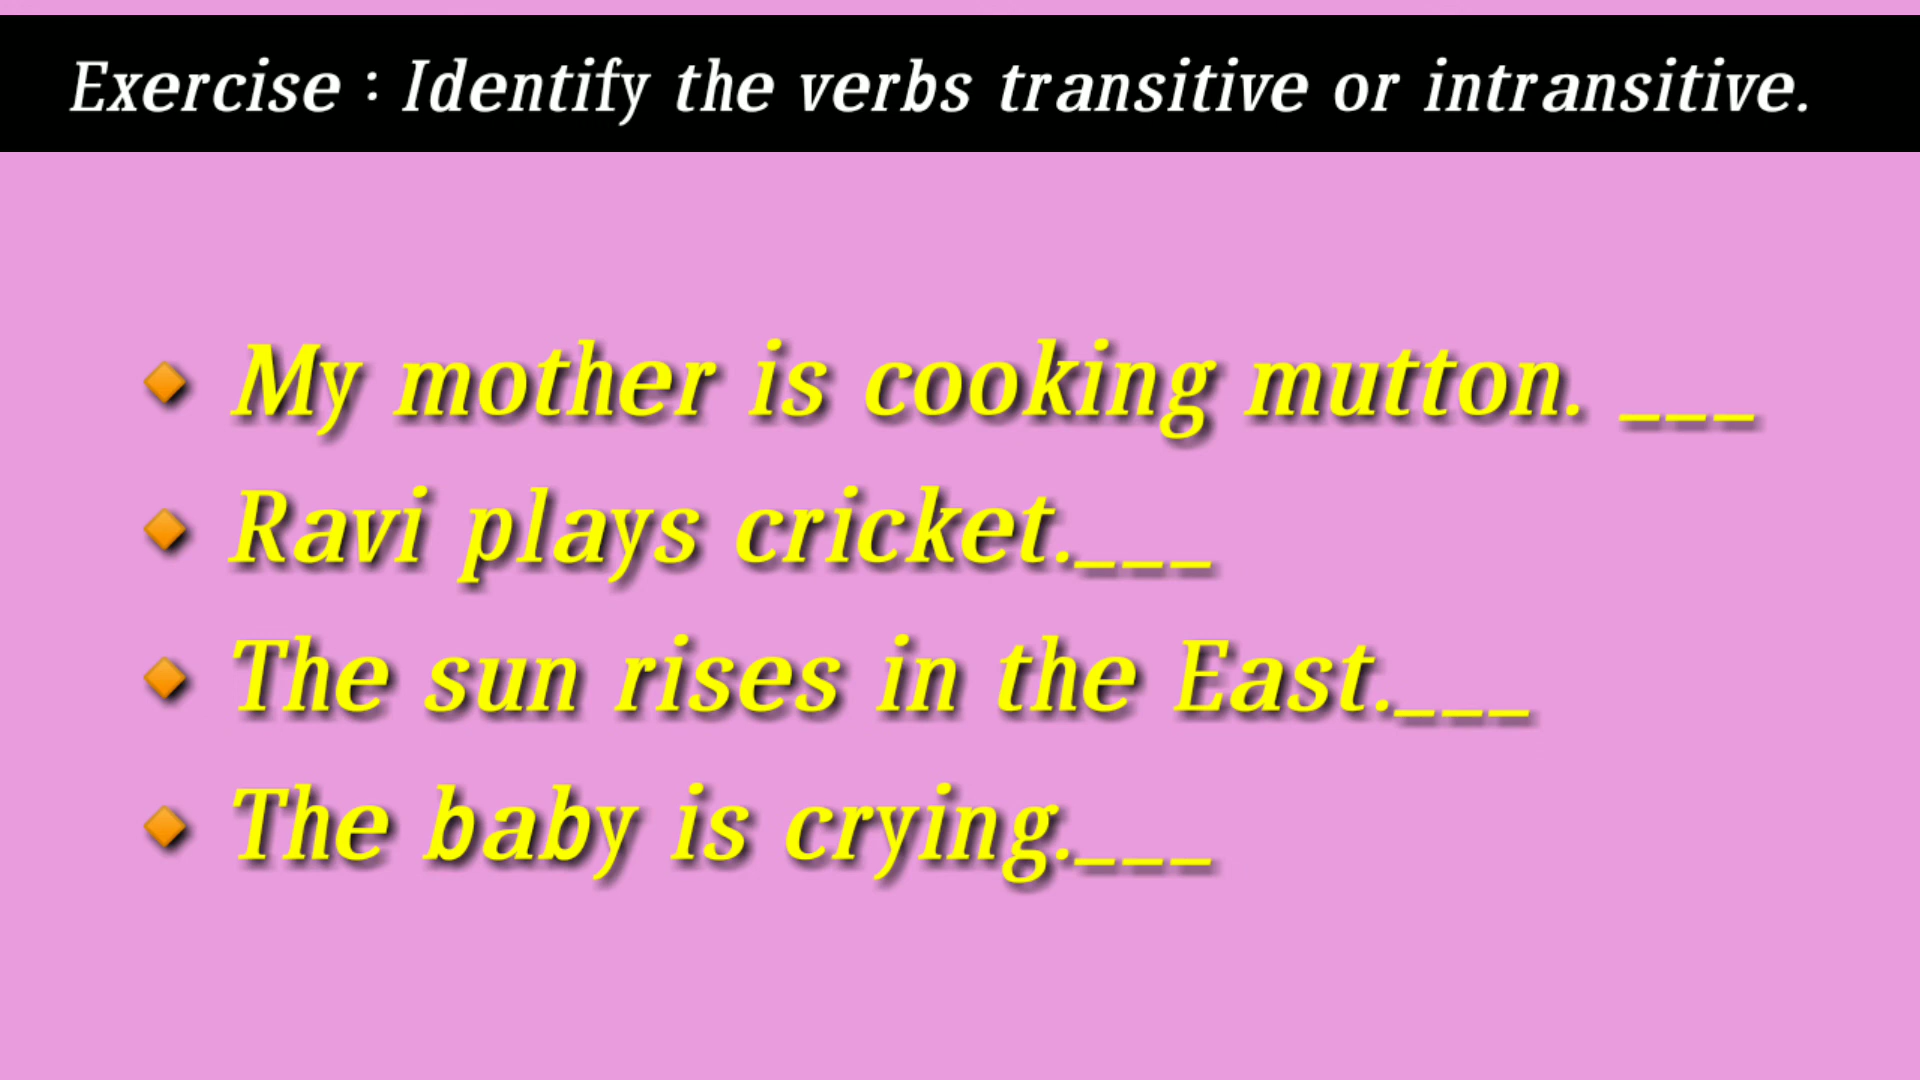 Exercise : Identify the verbs transitive or intransitive.
🔸 My mother is cooking mutton. ___
🔸 Ravi plays cricket.___
🔸 The sun rises in the East.___
🔸 The baby is crying.___